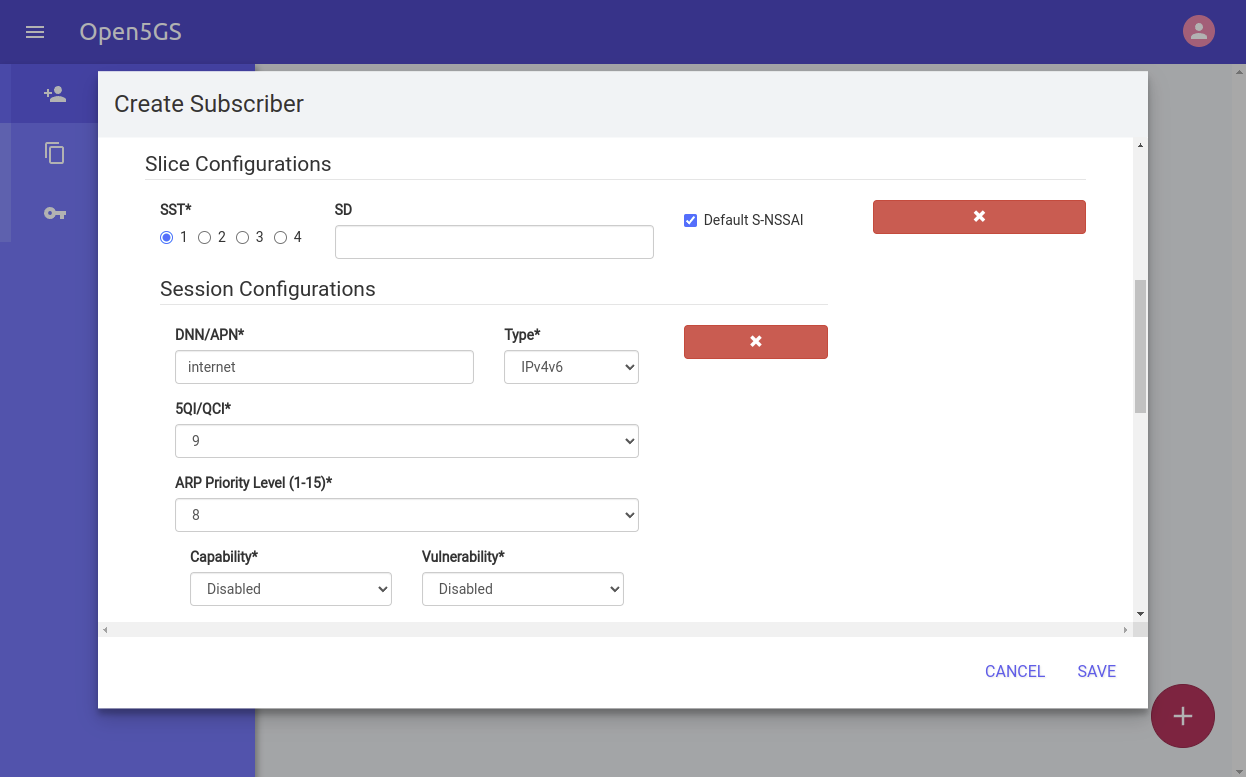 Open5GS
Create Subscriber
Slice Configurations
SST*
SD
Default S-NSSAI
1 2 3 4
Session Configurations
DNN/APN*
Type*
internet
IPv4v6
5QI/QCI*
9
ARP Priority Level (1-15)*
8
Capability*
Vulnerability*
Disabled
Disabled
CANCEL
SAVE